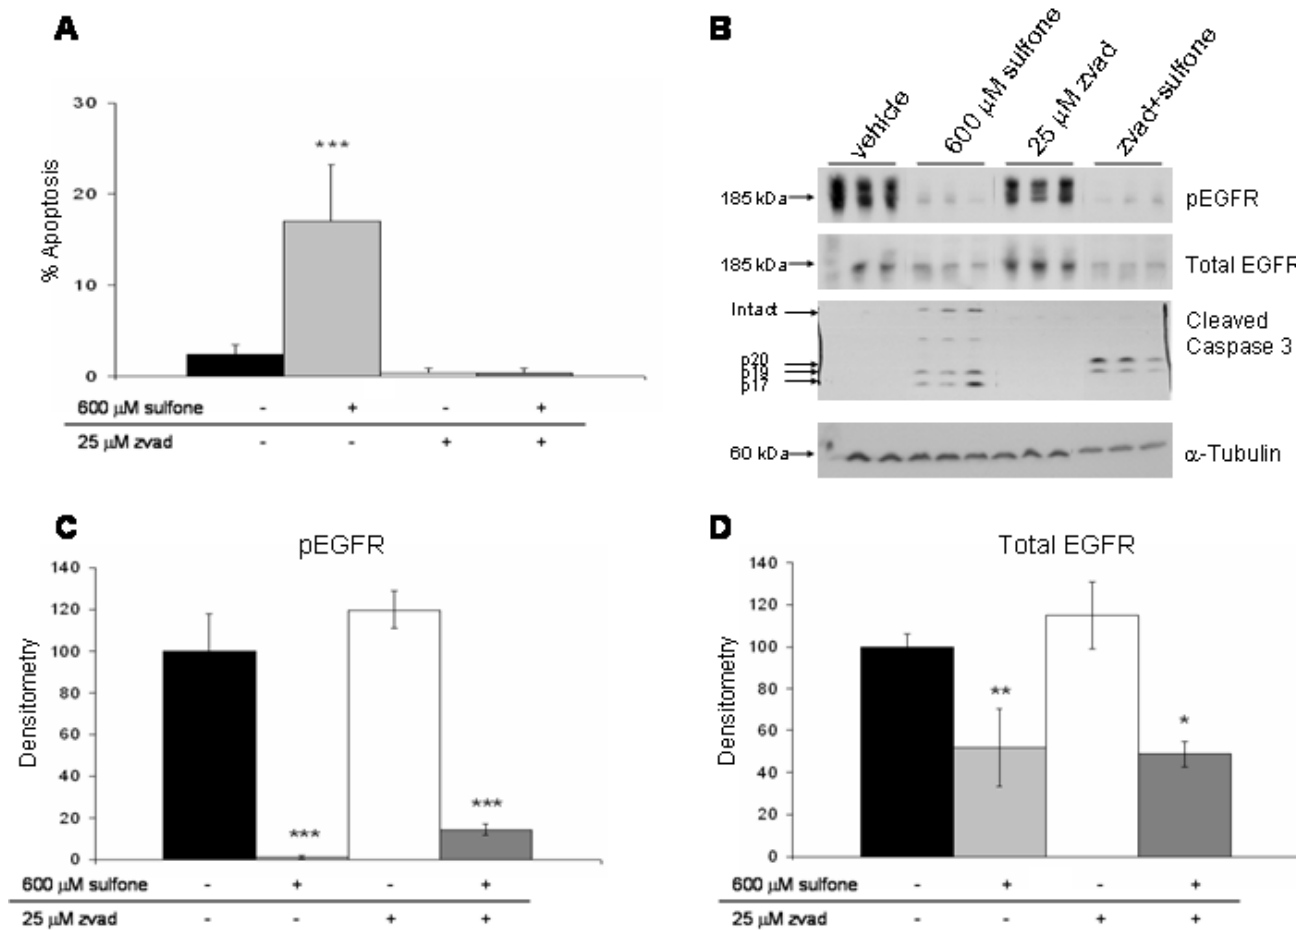 A
30
20
10
0
% Apoptosis
***
600 µM sulfone - + - +
25 µM zvad - - + +
B
vehicle
600 µM sulfone
25 µM zvad
zvad+sulfone
185 kDa
pEGFR
185 kDa
Total EGFR
Intact
p20
p19
p17
Cleaved
Caspase 3
60 kDa
α-Tubulin
C
pEGFR
140
120
100
80
60
40
20
0
Densitometry
***
***
600 µM sulfone - + - +
25 µM zvad - - + +
D
Total EGFR
140
120
100
80
60
40
20
0
Densitometry
**
*
600 µM sulfone - + - +
25 µM zvad - - + +